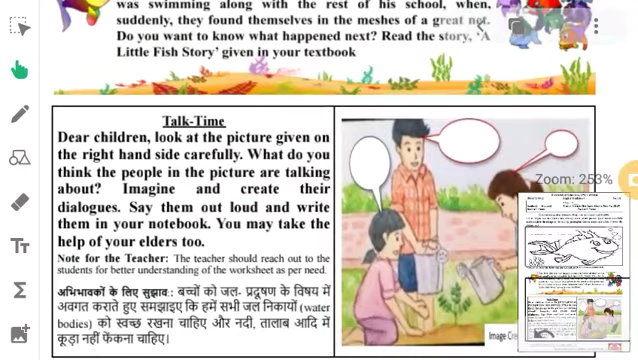 was swimming along with the rest of his school, when,
suddenly, they found themselves in the meshes of a great net.
Do you want to know what happened next? Read the story, 'A
Little Fish Story' given in your textbook
Talk-Time
Dear children, look at the picture given on
the right hand side carefully. What do you
think the people in the picture are talking
about? Imagine and create their
dialogues. Say them out loud and write
them in your notebook. You may take the
help of your elders too.
Note for the Teacher: The teacher should reach out to the
students for better understanding of the worksheet as per need.
अभिभावकों के लिए सुझाव: बच्चों को जल- प्रदूषण के विषय में
अवगत कराते हुए समझाइए कि हमें सभी जल निकायों (water
bodies) को स्वच्छ रखना चाहिए और नदी, तालाब आदि में
कूड़ा नहीं फेंकना चाहिए।
Image Cre
Zoom: 253%